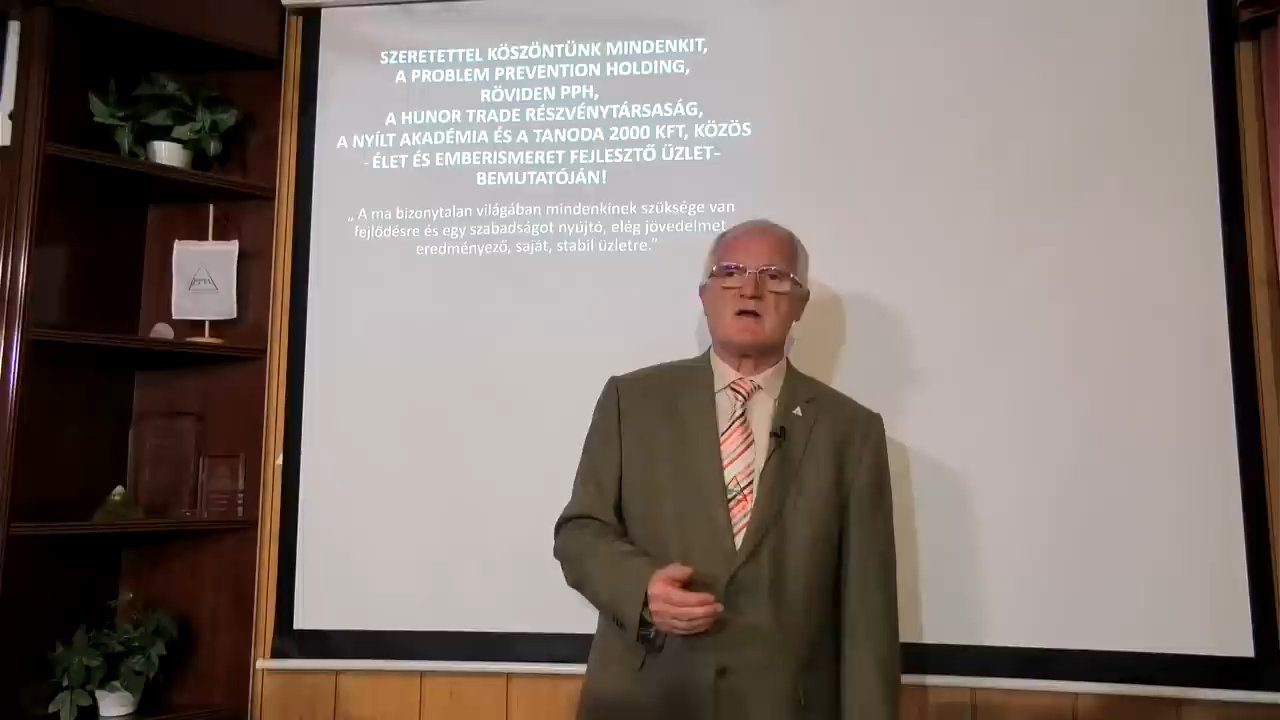 SZERETETTEL KÖSZÖNTÜNK MINDENKIT,
A PROBLEM PREVENTION HOLDING,
RÖVIDEN PPH,
A HUNOR TRADE RÉSZVÉNYTÁRSASÁG,
A NYÍLT AKADÉMIA ÉS A TANODA 2000 KFT, KÖZÖS
- ÉLET ÉS EMBERISMERET FEJLESZTŐ ÜZLET-
BEMUTATÓJÁN!
„ A ma bizonytalan világában mindenkinek szüksége van
fejlődésre és egy szabadságot nyújtó, elég jövedelmet
eredményező, saját, stabil üzletre.”